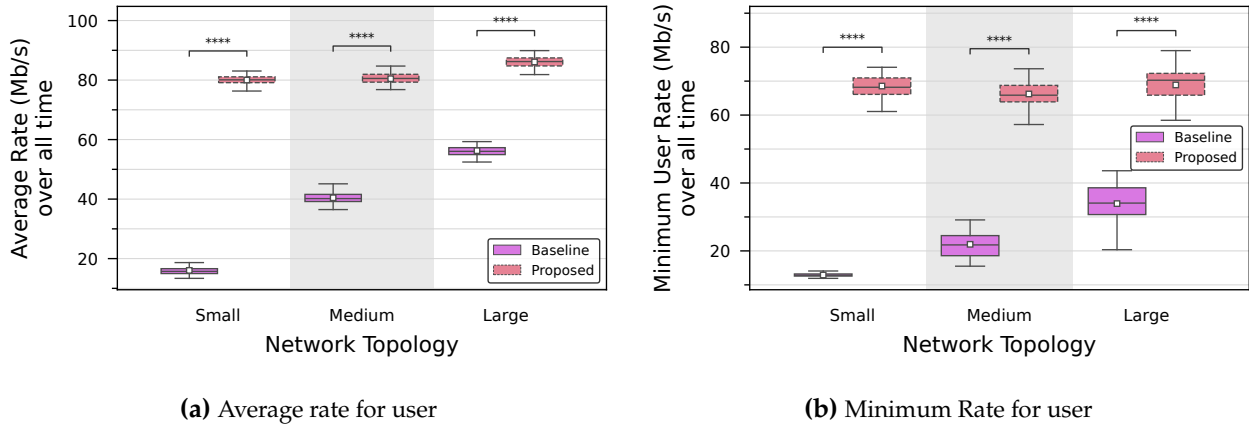 Average Rate (Mb/s)
over all time
100
80
60
40
20
****
****
****
Baseline
Proposed
Small
Medium
Large
Network Topology
(a) Average rate for user
Minimum User Rate (Mb/s)
over all time
80
60
40
20
****
****
****
Baseline
Proposed
Small
Medium
Large
Network Topology
(b) Minimum Rate for user